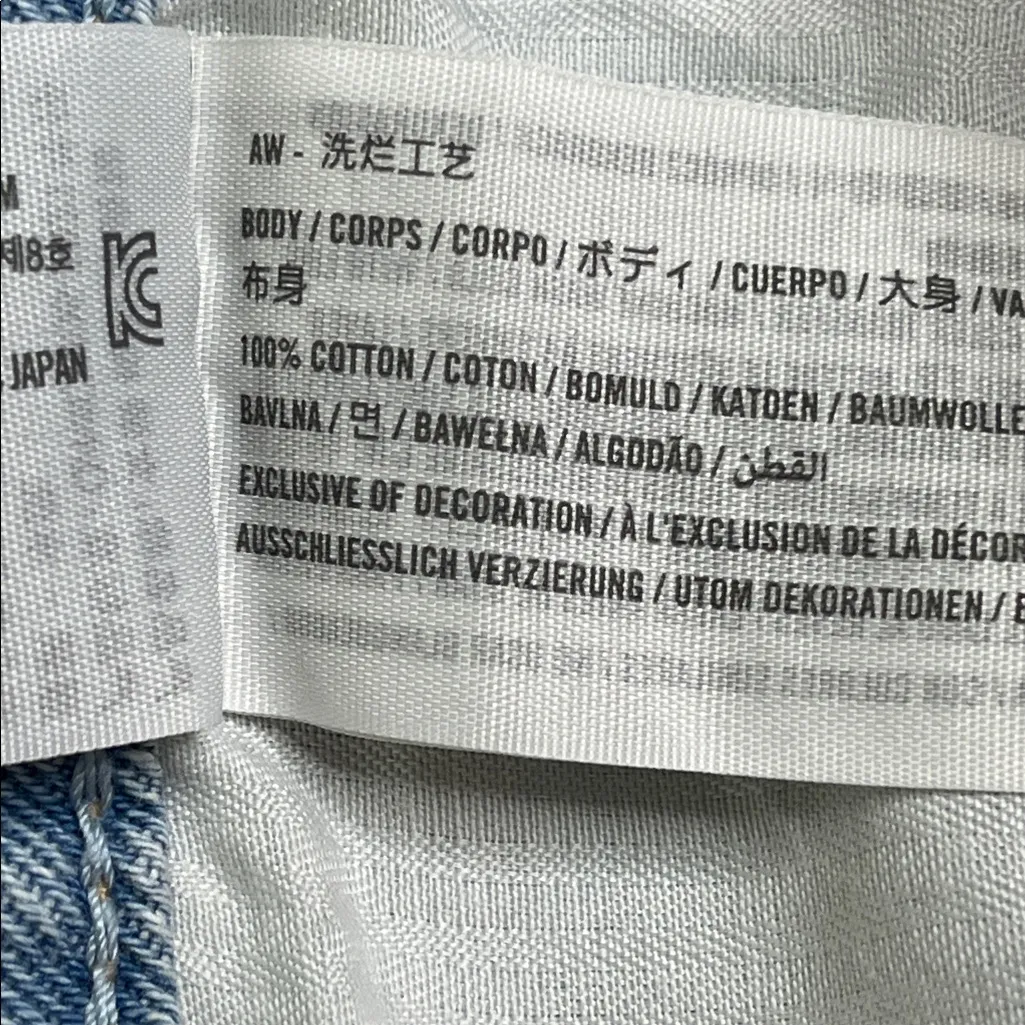 M
제8호
JAPAN
AW - 洗烂工艺
BODY / CORPS / CORPO / ボディ / CUERPO / 大身 / VA
布身
100% COTTON / COTON / BOMULD / KATOEN / BAUMWOLLE
BAVLNA / 면 / BAWEŁNA / ALGODÃO / القطن
EXCLUSIVE OF DECORATION / À L'EXCLUSION DE LA DÉCOR
AUSSCHLIESSLICH VERZIERUNG / UTOM DEKORATIONEN / E